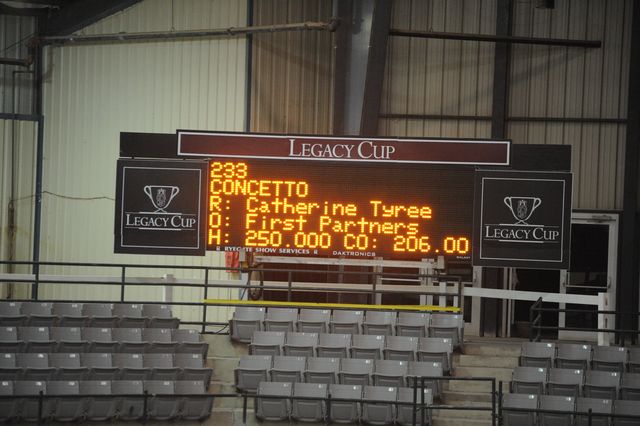 LEGACY CUP
233
CONCETTO
R: Catherine Tyree
O: First Partners
H: 250.000 CO: 206.00
LEGACY CUP
LEGACY CUP
RYEGATE SHOW SERVICES
DAKTRONICS